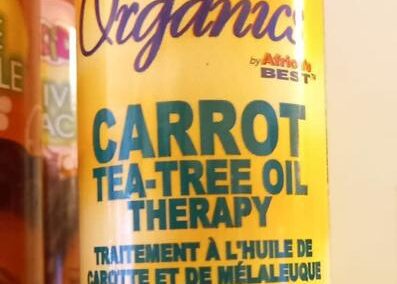 Organics
by Africa's
BEST
CARROT
TEA-TREE OIL
THERAPY
TRAITEMENT À L'HUILE DE
CAROTTE ET DE MÉLALEUQUE